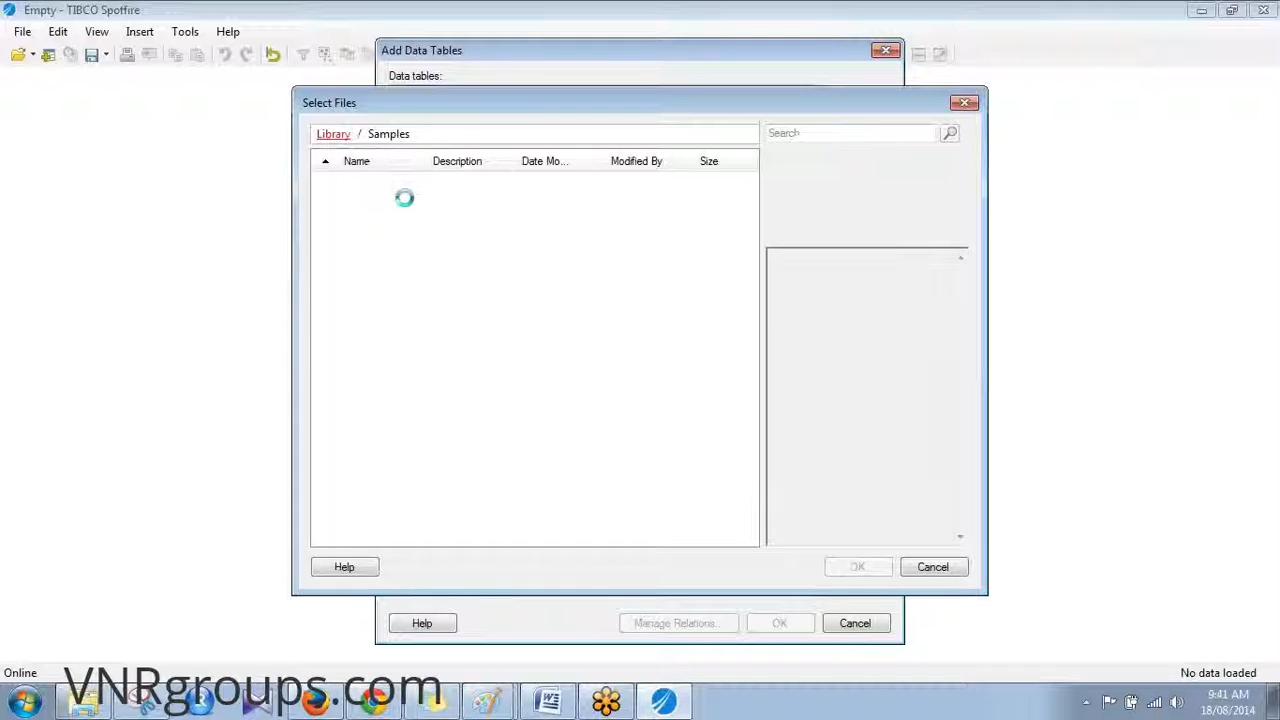 Empty - TIBCO Spotfire
File Edit View Insert Tools Help
Add Data Tables
Data tables:
Select Files
Library / Samples
Search
Name Description Date Mo... Modified By Size
Help OK Cancel
Help Manage Relations... OK Cancel
Online No data loaded
VNRgroups.com
9:41 AM
18/08/2014